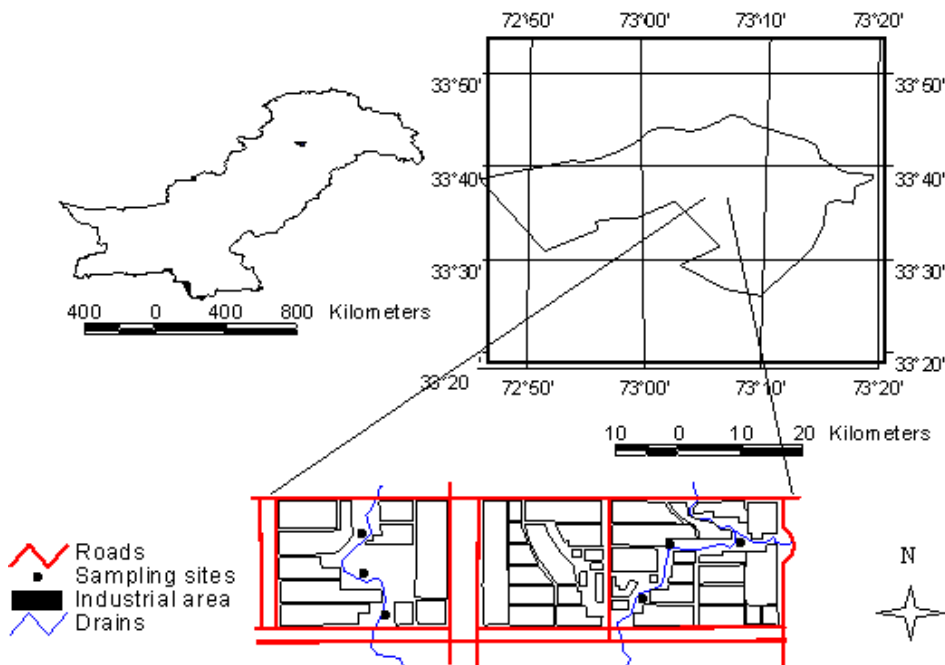 72°50' 73°00' 73°10' 73°20'
33°50' 33°50'
33°40' 33°40'
33°30' 33°30'
33°20 33°20'
72°50' 73°00' 73°10' 73°20'
400 0 400 800 Kilometers
10 0 10 20 Kilometers
Roads
Sampling sites
Industrial area
Drains
N